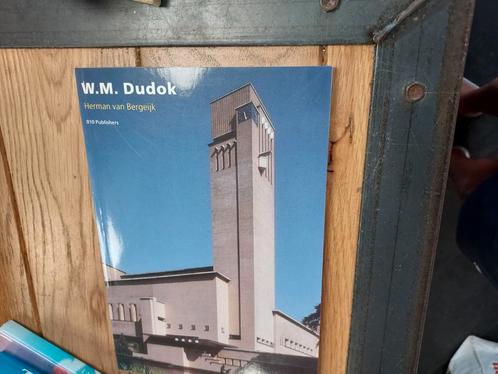 W.M. Dudok
Herman van Bergeijk
010 Publishers